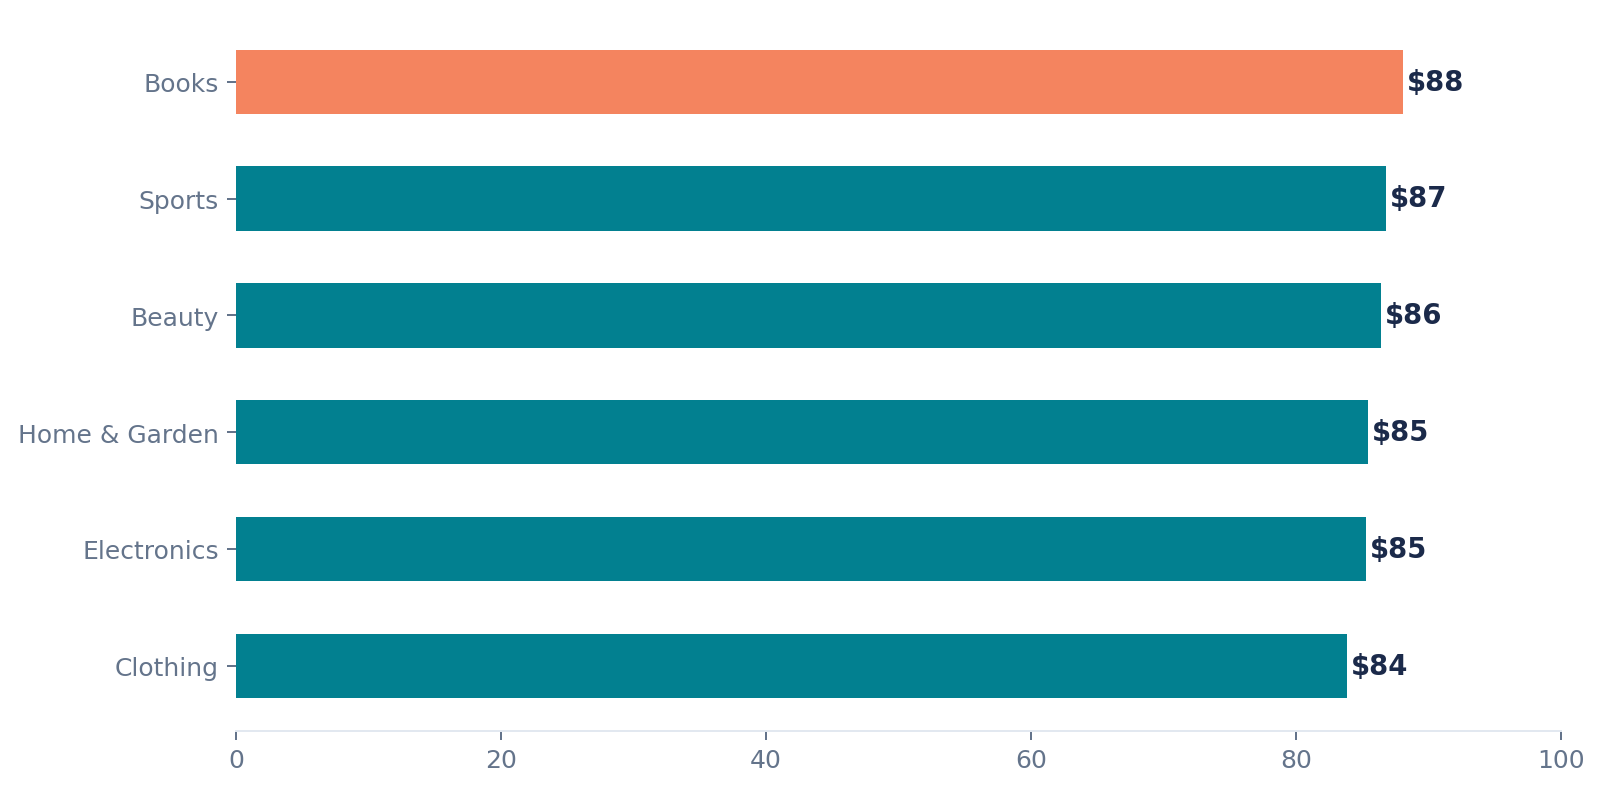 Books $88
Sports $87
Beauty $86
Home & Garden $85
Electronics $85
Clothing $84
0 20 40 60 80 100